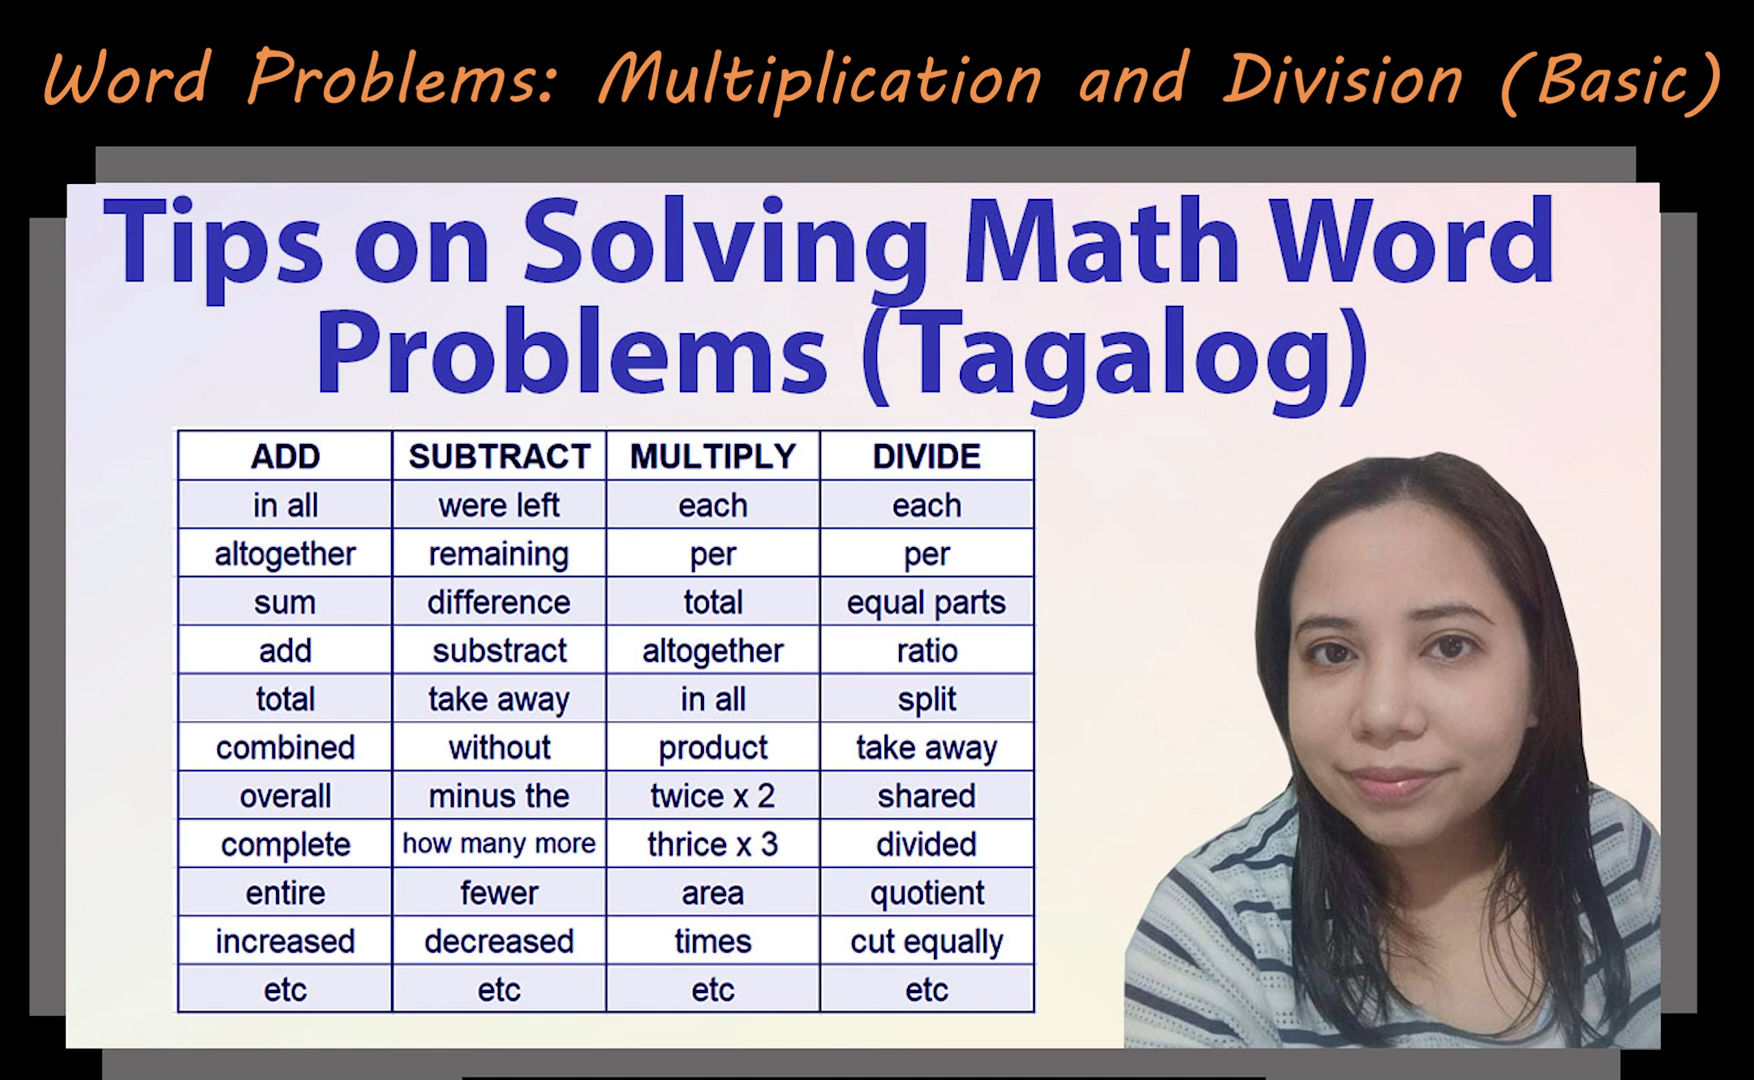 Word Problems: Multiplication and Division (Basic)
Tips on Solving Math Word
Problems (Tagalog)
ADD SUBTRACT MULTIPLY DIVIDE
in all were left each each
altogether remaining per per
sum difference total equal parts
add substract altogether ratio
total take away in all split
combined without product take away
overall minus the twice x 2 shared
complete how many more thrice x 3 divided
entire fewer area quotient
increased decreased times cut equally
etc etc etc etc